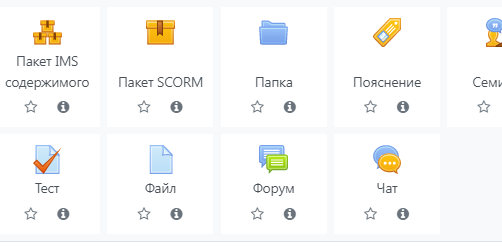 Пакет IMS
содержимого
Пакет SCORM
Папка
Пояснение
Тест
Файл
Форум
Чат